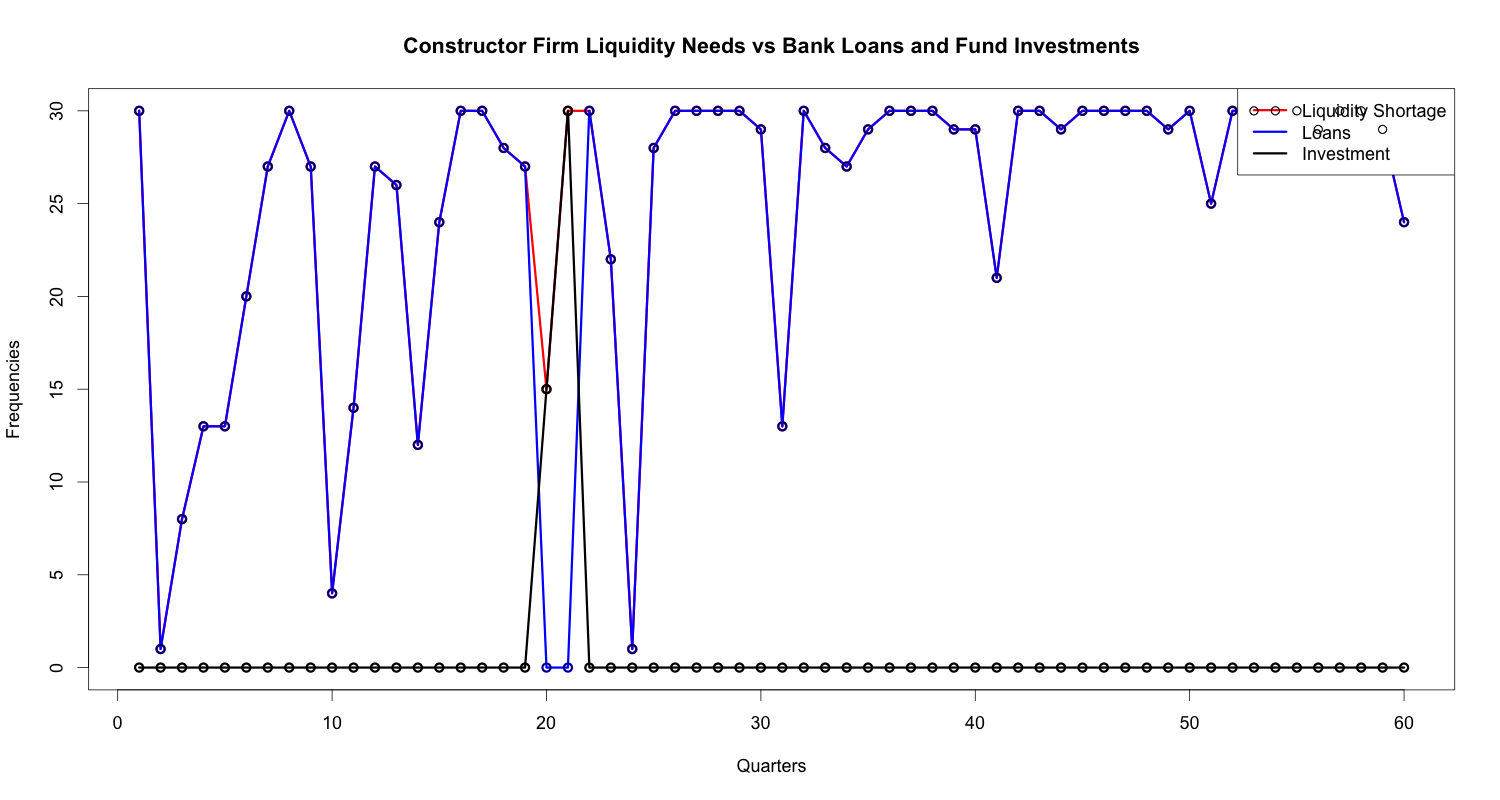 Constructor Firm Liquidity Needs vs Bank Loans and Fund Investments
30
25
20
15
10
5
0
Frequencies
Liquidity Shortage
Loans
Investment
0 10 20 30 40 50 60
Quarters